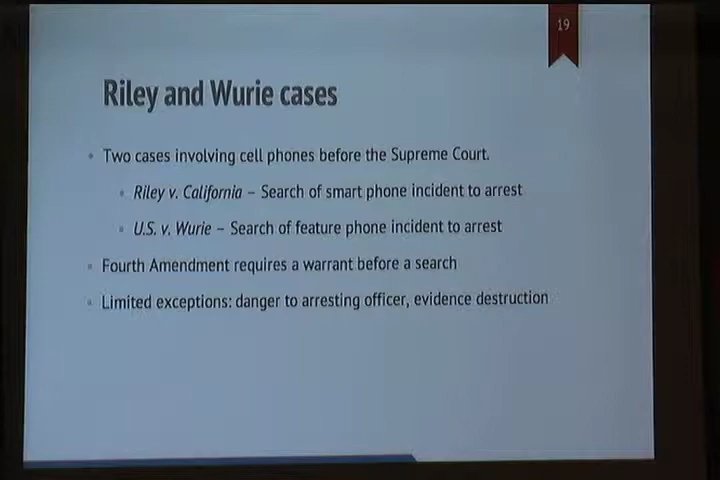 19
Riley and Wurie cases
Two cases involving cell phones before the Supreme Court.
Riley v. California – Search of smart phone incident to arrest
U.S. v. Wurie – Search of feature phone incident to arrest
Fourth Amendment requires a warrant before a search
Limited exceptions: danger to arresting officer, evidence destruction